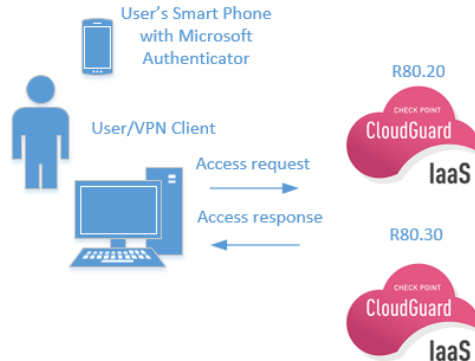 User's Smart Phone
with Microsoft
Authenticator
R80.20
CHECK POINT
CloudGuard
IaaS
User/VPN Client
Access request
Access response
R80.30
CHECK POINT
CloudGuard
IaaS